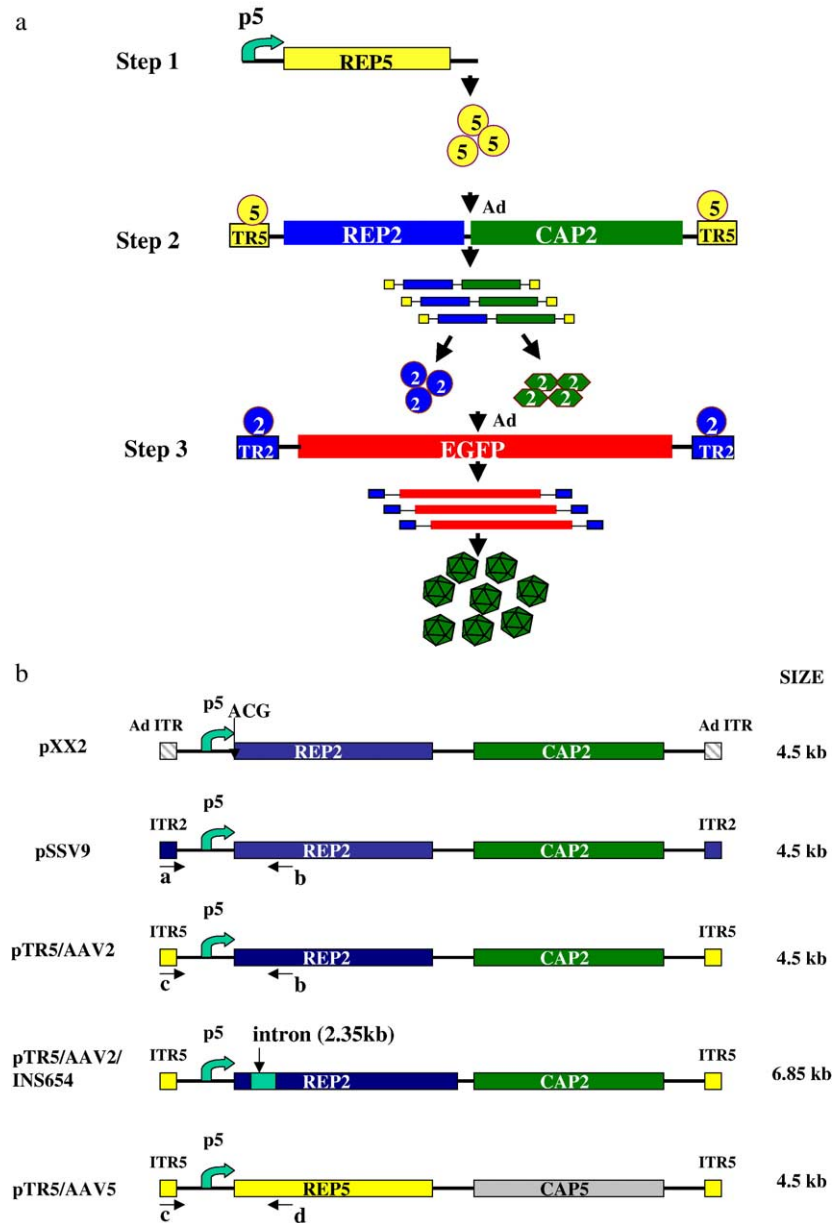 a
p5
Step 1
REP5
5
5
5
Ad
5
5
Step 2
TR5
REP2
CAP2
TR5
2
2
2
2
2
2
2
Ad
2
2
Step 3
TR2
EGFP
TR2
b
SIZE
p5
ACG
Ad ITR
Ad ITR
pXX2
REP2
CAP2
4.5 kb
p5
ITR2
ITR2
pSSV9
REP2
CAP2
4.5 kb
a
b
p5
ITR5
ITR5
pTR5/AAV2
REP2
CAP2
4.5 kb
c
b
p5
intron (2.35kb)
ITR5
ITR5
pTR5/AAV2/
INS654
REP2
CAP2
6.85 kb
p5
ITR5
ITR5
pTR5/AAV5
REP5
CAP5
4.5 kb
c
d